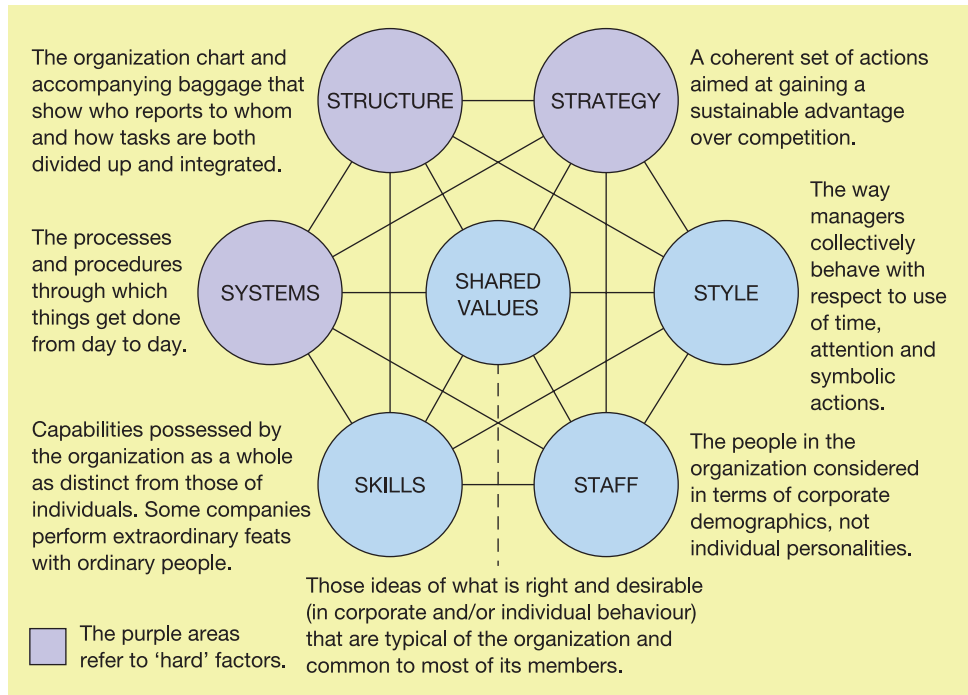 The organization chart and
accompanying baggage that
show who reports to whom
and how tasks are both
divided up and integrated.
STRUCTURE
STRATEGY
A coherent set of actions
aimed at gaining a
sustainable advantage
over competition.
The processes
and procedures
through which
things get done
from day to day.
SYSTEMS
SHARED
VALUES
STYLE
The way
managers
collectively
behave with
respect to use
of time,
attention and
symbolic
actions.
Capabilities possessed by
the organization as a whole
as distinct from those of
individuals. Some companies
perform extraordinary feats
with ordinary people.
SKILLS
STAFF
The people in the
organization considered
in terms of corporate
demographics, not
individual personalities.
Those ideas of what is right and desirable
(in corporate and/or individual behaviour)
that are typical of the organization and
common to most of its members.
The purple areas
refer to ‘hard’ factors.